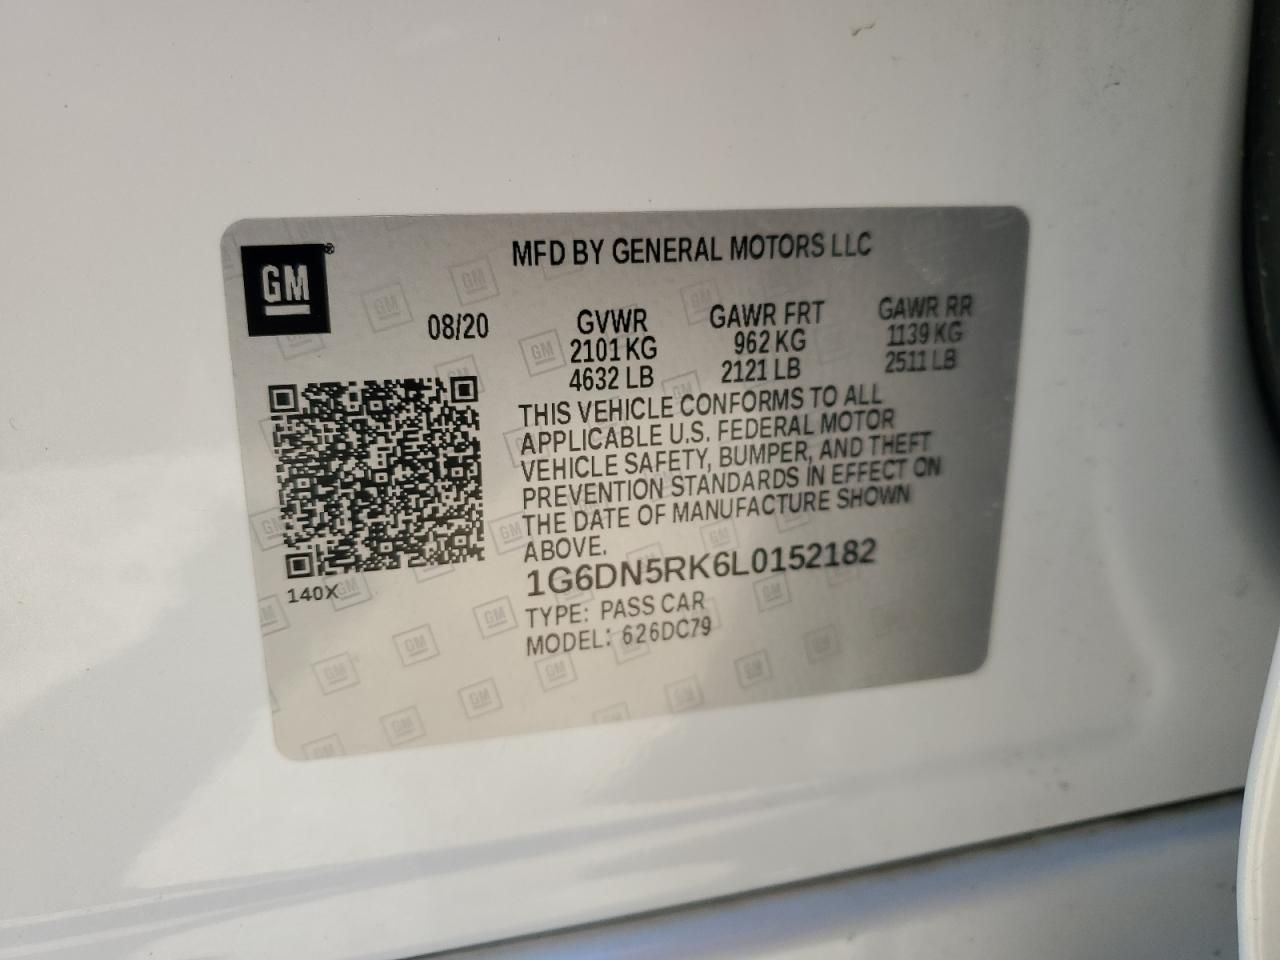 GM®
MFD BY GENERAL MOTORS LLC
08/20
GVWR GAWR FRT GAWR RR
2101 KG 962 KG 1139 KG
4632 LB 2121 LB 2511 LB
THIS VEHICLE CONFORMS TO ALL
APPLICABLE U.S. FEDERAL MOTOR
VEHICLE SAFETY, BUMPER, AND THEFT
PREVENTION STANDARDS IN EFFECT ON
THE DATE OF MANUFACTURE SHOWN
ABOVE.
140X
1G6DN5RK6L0152182
TYPE: PASS CAR
MODEL: 626DC79